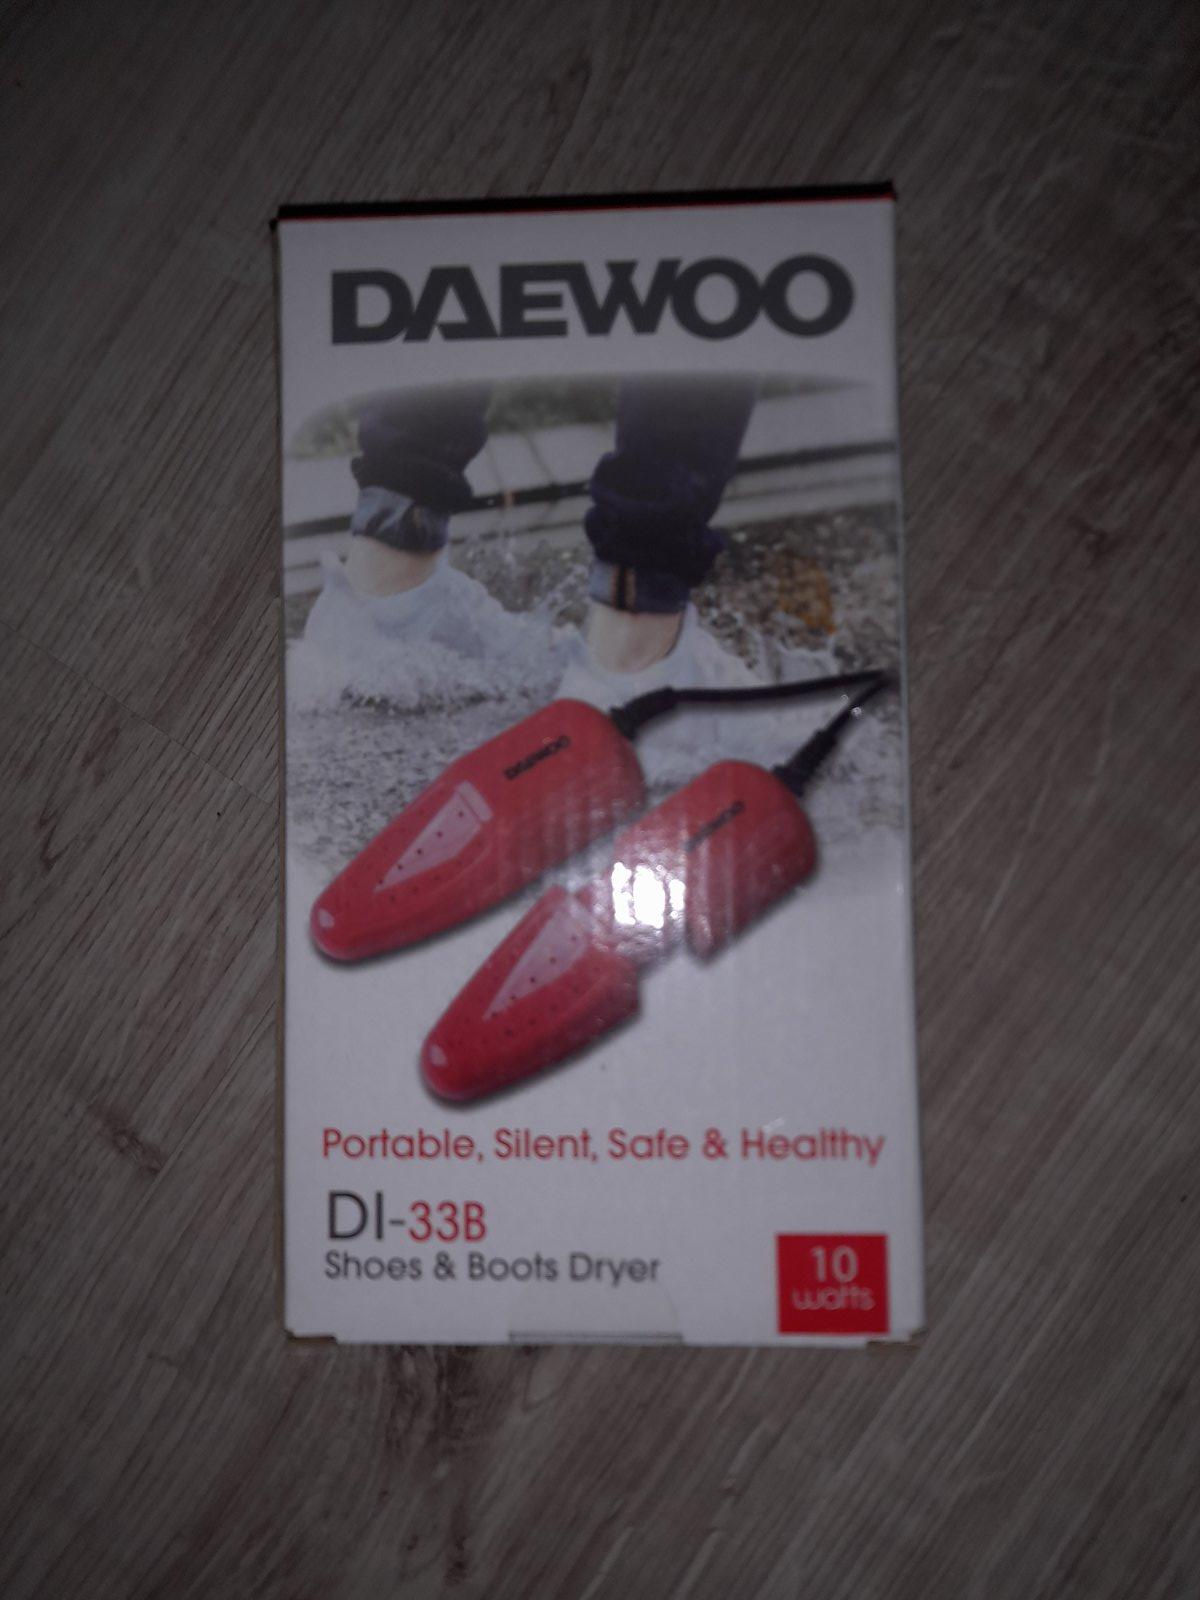 DAEWOO
DAEWOO
DAEWOO
Portable, Silent, Safe & Healthy
DI-33B
Shoes & Boots Dryer
10
watts